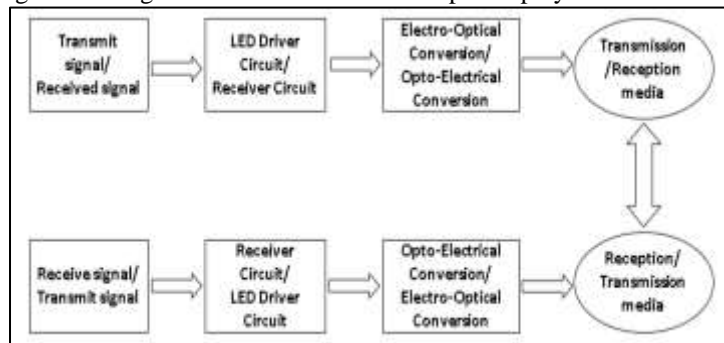 Transmit
signal/
Received signal
LED Driver
Circuit/
Receiver Circuit
Electro-Optical
Conversion/
Opto-Electrical
Conversion
Transmission
/Reception
media
Receive signal/
Transmit signal
Receiver
Circuit/
LED Driver
Circuit
Opto-Electrical
Conversion/
Electro-Optical
Conversion
Reception/
Transmission
media